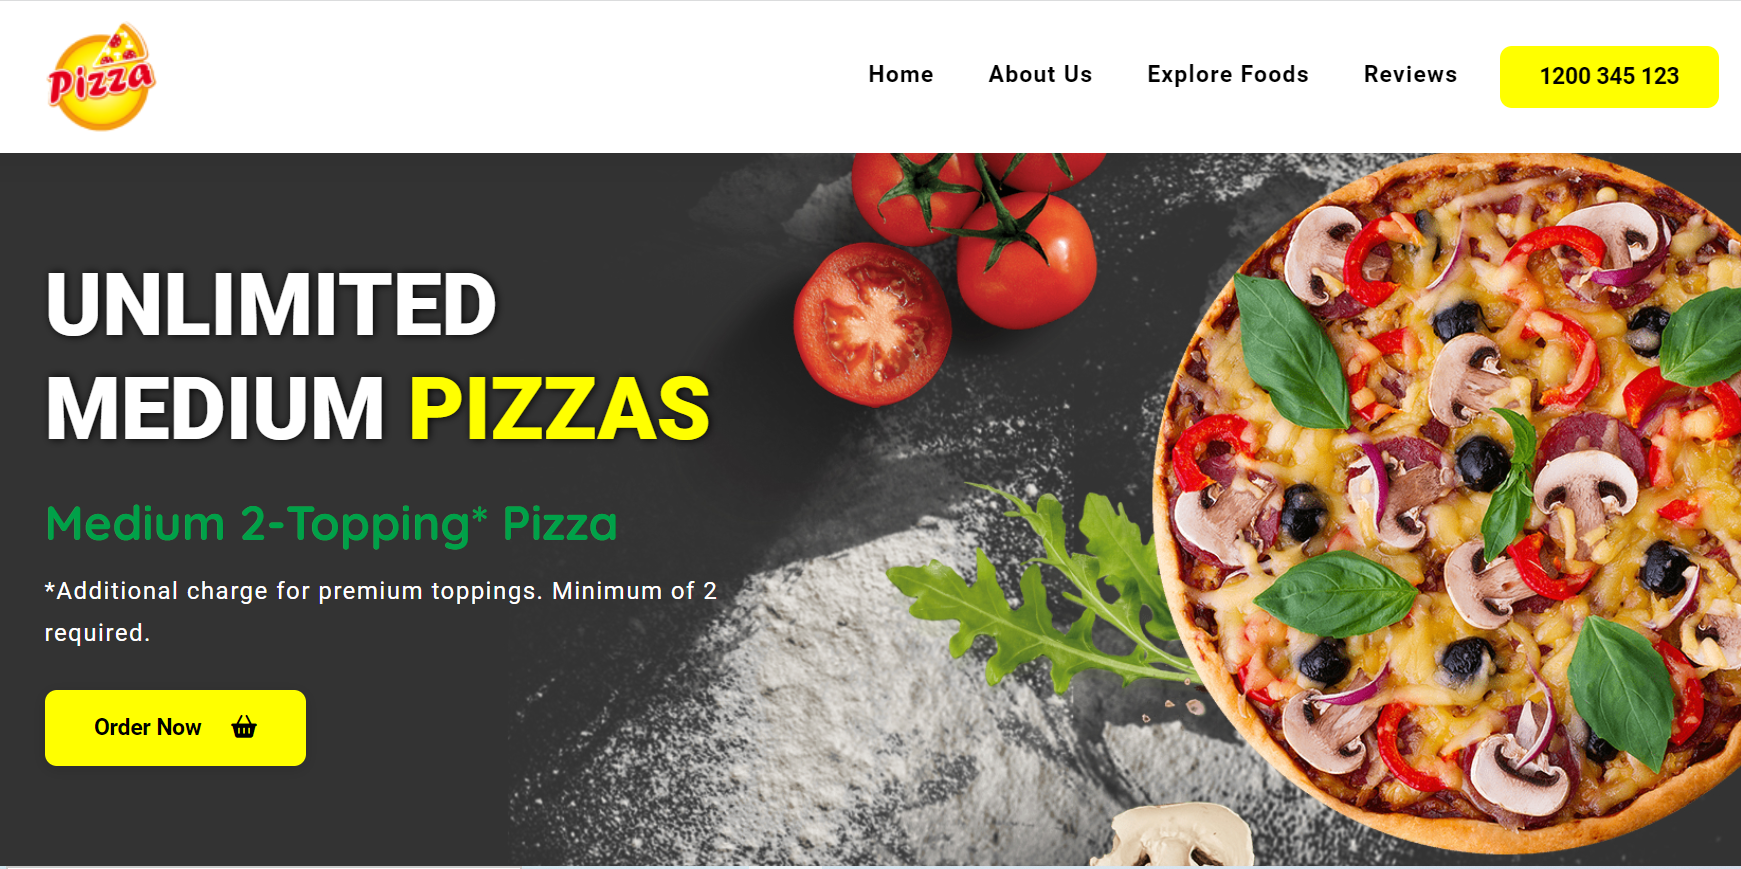 Pizza
Home
About Us
Explore Foods
Reviews
1200 345 123
UNLIMITED
MEDIUM PIZZAS
Medium 2-Topping* Pizza
*Additional charge for premium toppings. Minimum of 2
required.
Order Now